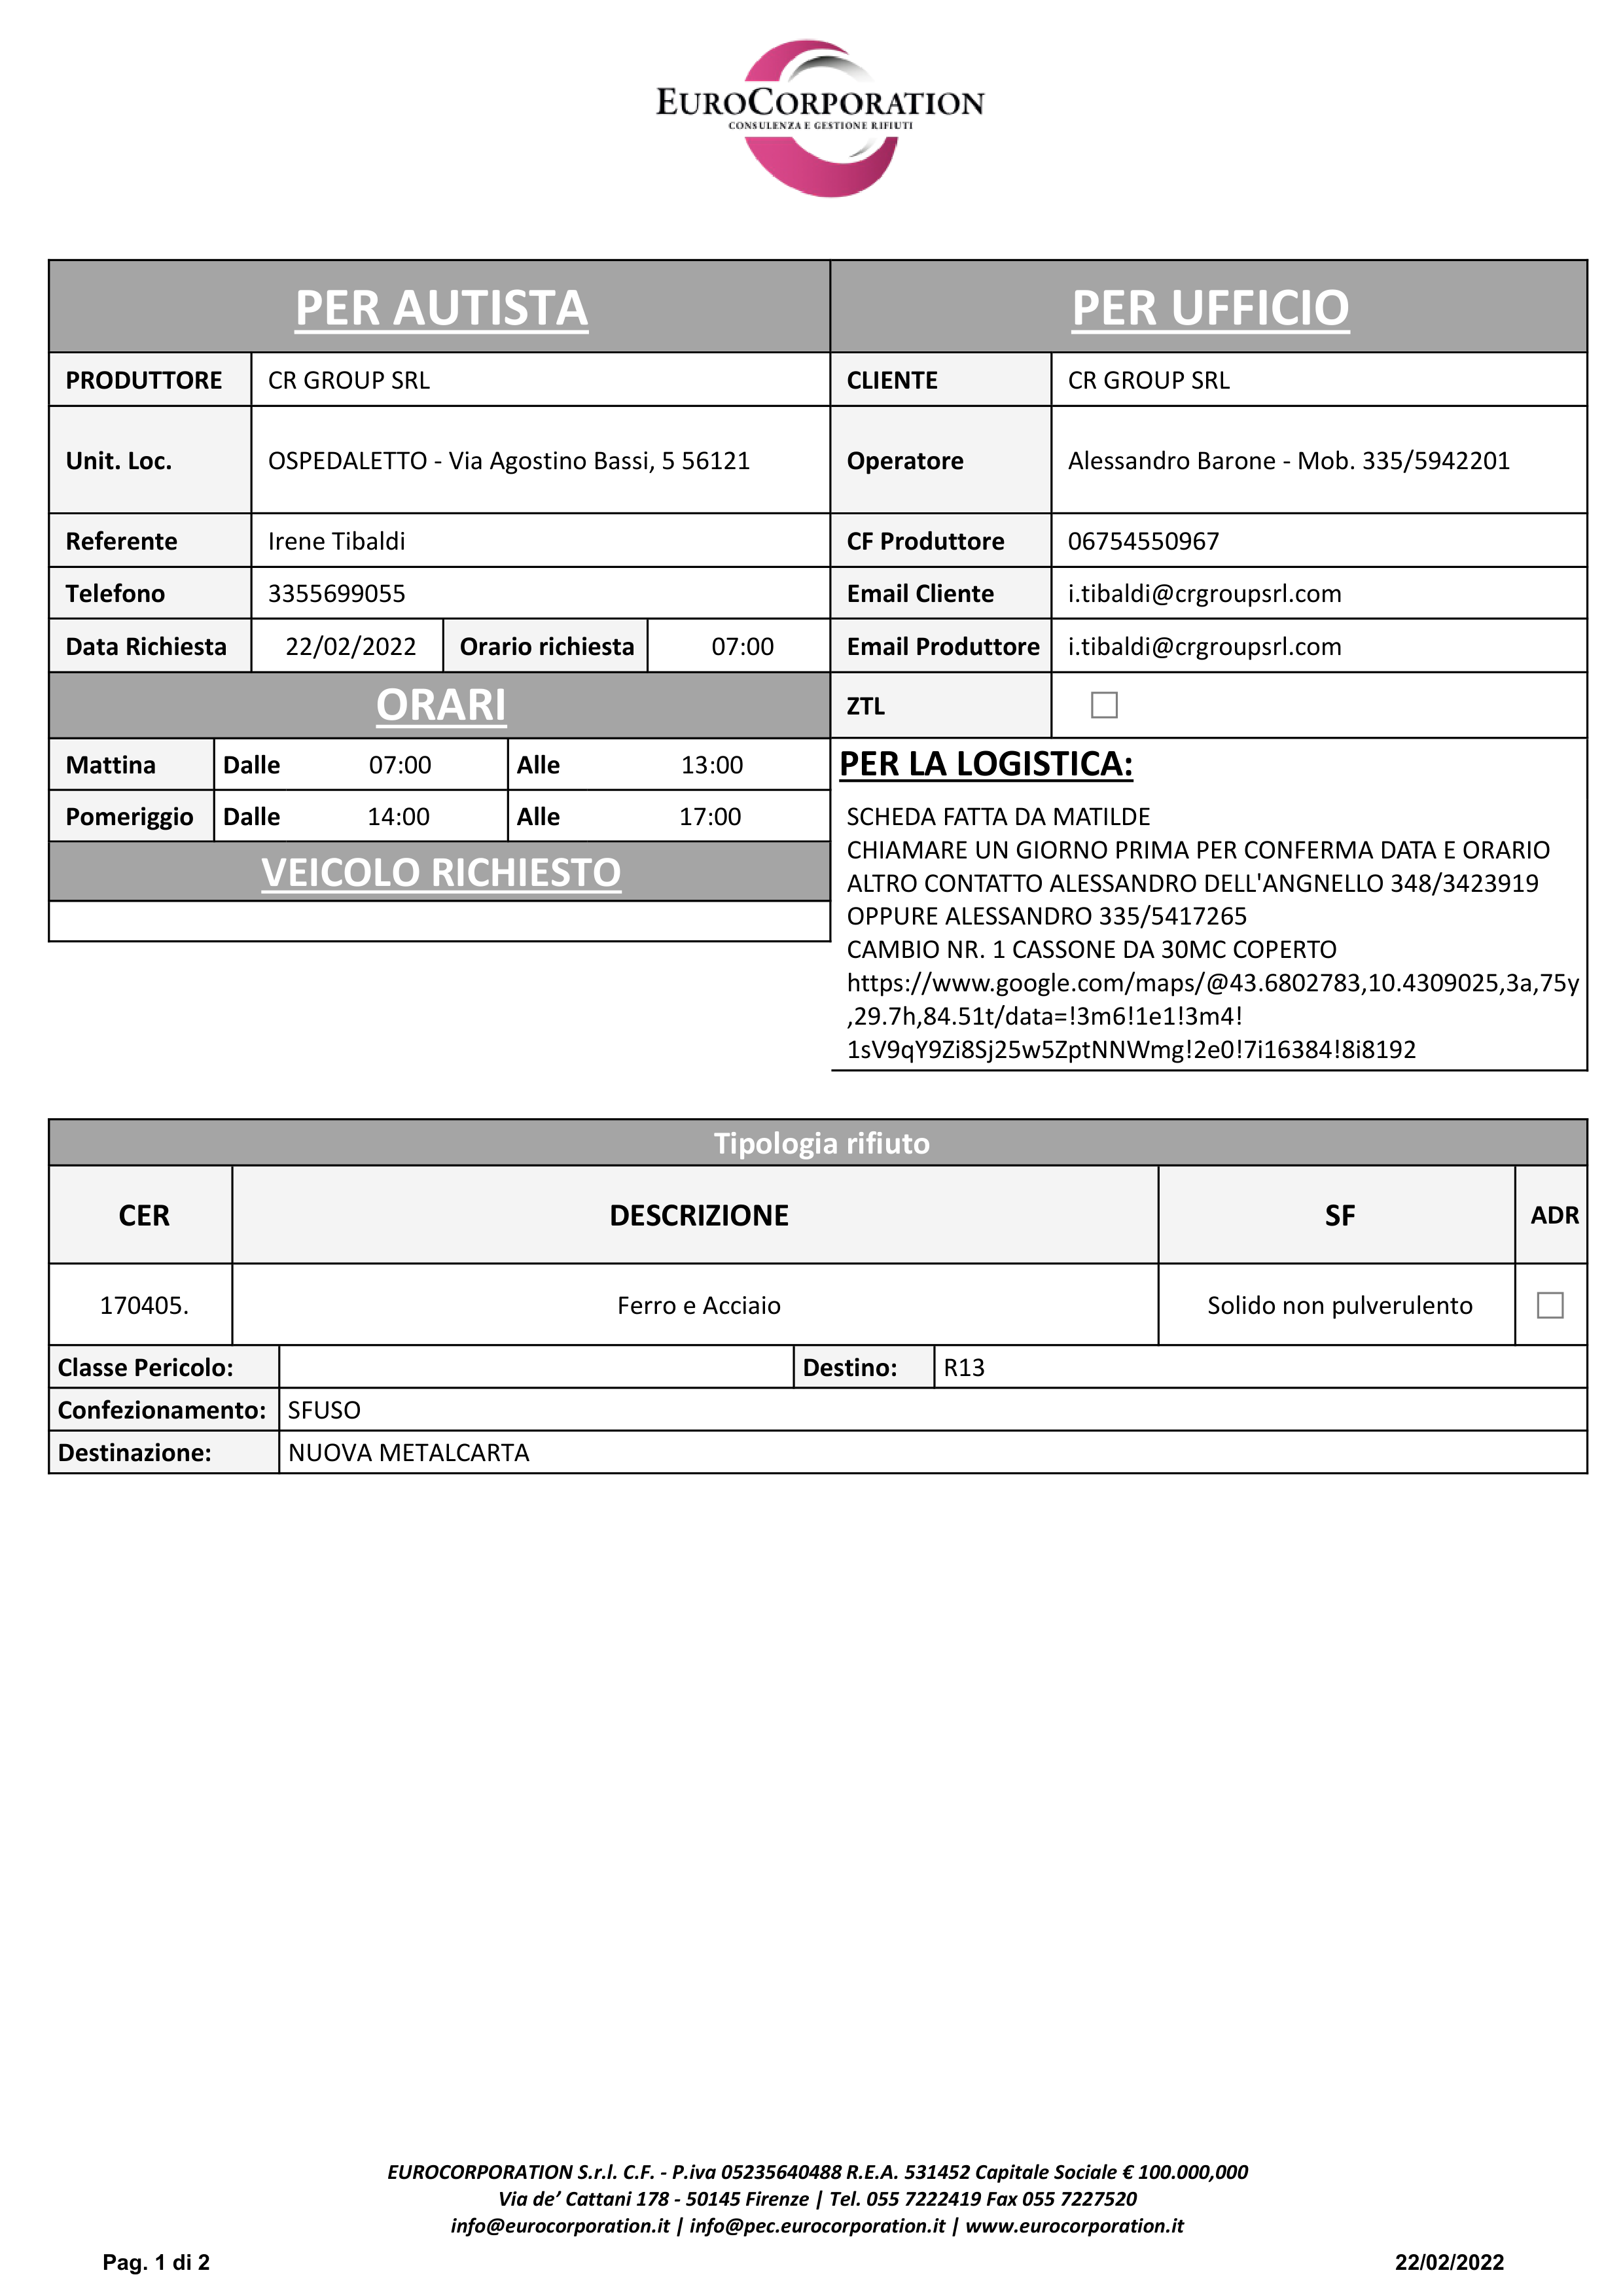 EUROCORPORATION
CONSULENZA E GESTIONE RIFIUTI
PER AUTISTA
PRODUTTORE CR GROUP SRL
Unit. Loc. OSPEDALETTO - Via Agostino Bassi, 5 56121
Referente Irene Tibaldi
Telefono 3355699055
Data Richiesta 22/02/2022 Orario richiesta 07:00
ORARI
Mattina Dalle 07:00 Alle 13:00
Pomeriggio Dalle 14:00 Alle 17:00
VEICOLO RICHIESTO
PER UFFICIO
CLIENTE CR GROUP SRL
Operatore Alessandro Barone - Mob. 335/5942201
CF Produttore 06754550967
Email Cliente i.tibaldi@crgroupsrl.com
Email Produttore i.tibaldi@crgroupsrl.com
ZTL
PER LA LOGISTICA:
SCHEDA FATTA DA MATILDE
CHIAMARE UN GIORNO PRIMA PER CONFERMA DATA E ORARIO
ALTRO CONTATTO ALESSANDRO DELL'ANGNELLO 348/3423919
OPPURE ALESSANDRO 335/5417265
CAMBIO NR. 1 CASSONE DA 30MC COPERTO
https://www.google.com/maps/@43.6802783,10.4309025,3a,75y
,29.7h,84.51t/data=!3m6!1e1!3m4!
1sV9qY9Zi8Sj25w5ZptNNWmg!2e0!7i16384!8i8192
Tipologia rifiuto
CER DESCRIZIONE SF ADR
170405. Ferro e Acciaio Solido non pulverulento
Classe Pericolo: Destino: R13
Confezionamento: SFUSO
Destinazione: NUOVA METALCARTA
EUROCORPORATION S.r.l. C.F. - P.iva 05235640488 R.E.A. 531452 Capitale Sociale € 100.000,000
Via de’ Cattani 178 - 50145 Firenze | Tel. 055 7222419 Fax 055 7227520
info@eurocorporation.it | info@pec.eurocorporation.it | www.eurocorporation.it
Pag. 1 di 2 22/02/2022